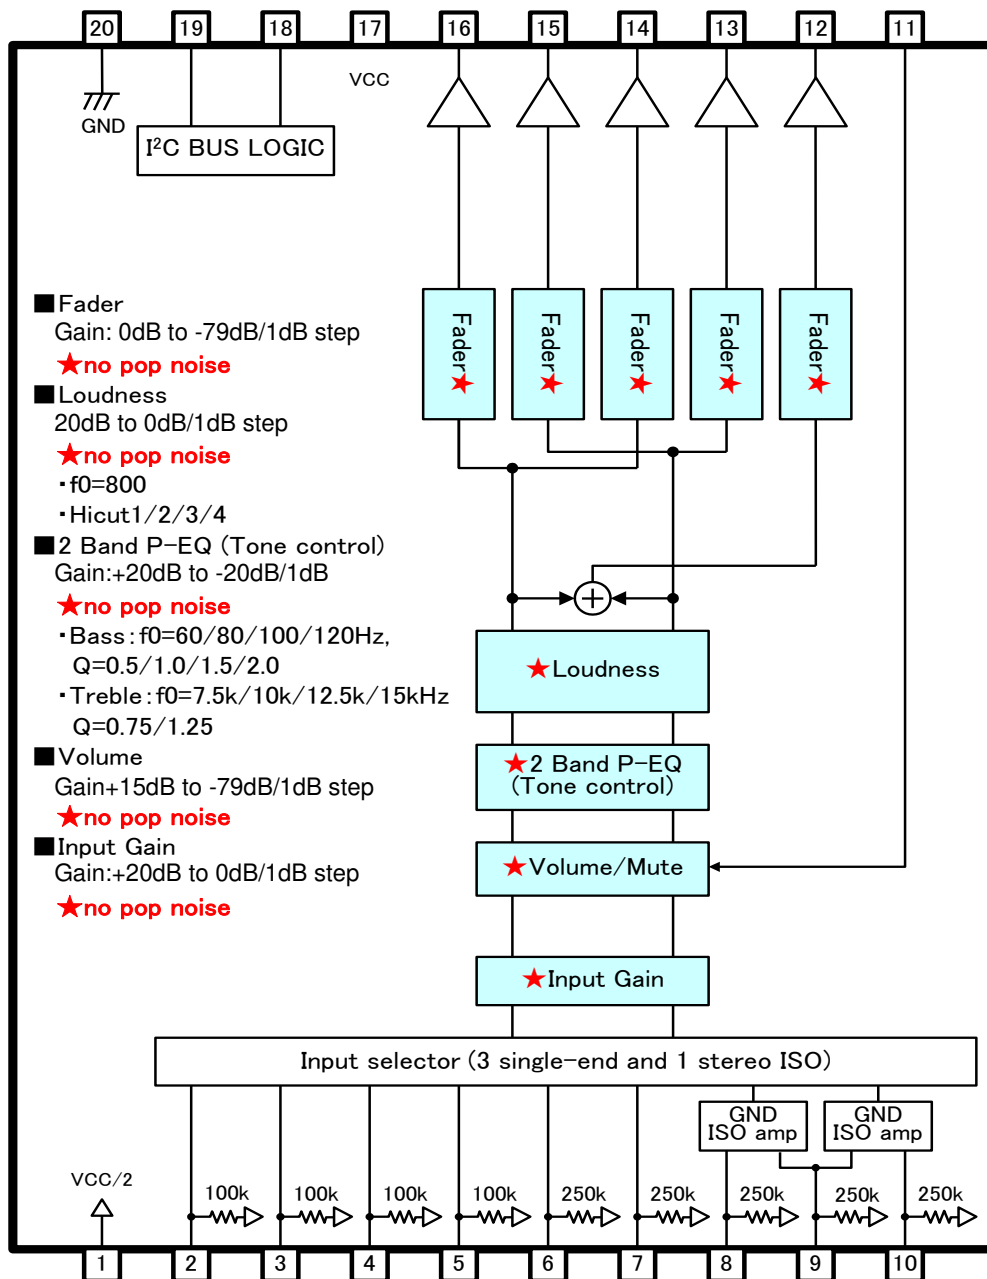 20 19 18 17 16 15 14 13 12 11
VCC
GND
I²C BUS LOGIC
■Fader
Gain: 0dB to -79dB/1dB step
★no pop noise
■Loudness
20dB to 0dB/1dB step
★no pop noise
・f0=800
・Hicut1/2/3/4
■2 Band P-EQ (Tone control)
Gain:+20dB to -20dB/1dB
★no pop noise
・Bass:f0=60/80/100/120Hz,
Q=0.5/1.0/1.5/2.0
・Treble:f0=7.5k/10k/12.5k/15kHz
Q=0.75/1.25
■Volume
Gain+15dB to -79dB/1dB step
★no pop noise
■Input Gain
Gain:+20dB to 0dB/1dB step
★no pop noise
Fader★
Fader★
Fader★
Fader★
Fader★
★Loudness
★2 Band P-EQ
(Tone control)
★Volume/Mute
★Input Gain
Input selector (3 single-end and 1 stereo ISO)
GND
ISO amp
GND
ISO amp
VCC/2
100k 100k 100k 100k 250k 250k 250k 250k 250k
1 2 3 4 5 6 7 8 9 10